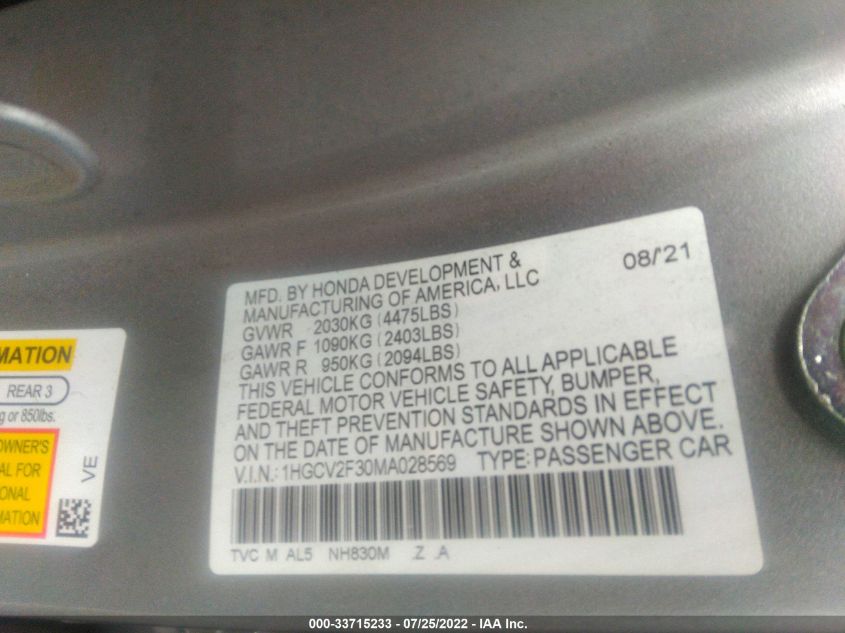 MFD. BY HONDA DEVELOPMENT & 08/'21
MANUFACTURING OF AMERICA, LLC
GVWR 2030KG (4475LBS)
GAWR F 1090KG (2403LBS)
GAWR R 950KG (2094LBS)
THIS VEHICLE CONFORMS TO ALL APPLICABLE
FEDERAL MOTOR VEHICLE SAFETY, BUMPER,
AND THEFT PREVENTION STANDARDS IN EFFECT
ON THE DATE OF MANUFACTURE SHOWN ABOVE.
V.I.N.: 1HGCV2F30MA028569 TYPE: PASSENGER CAR
TVC M AL5 NH830M .Z .A
MATION
REAR 3
g or 850lbs.
OWNER'S
AL FOR
ONAL
MATION
VE
000-33715233 - 07/25/2022 - IAA Inc.